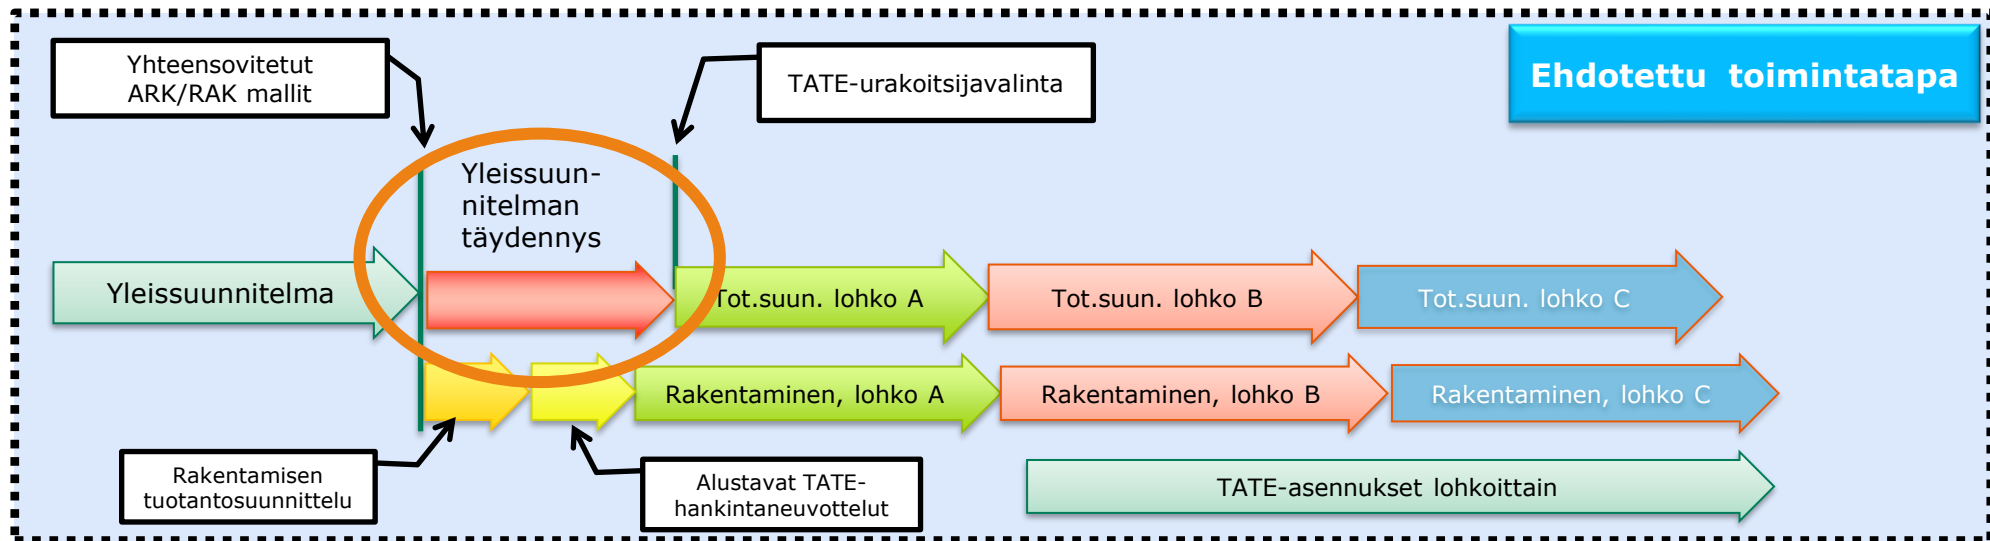 Yhteensovitetut
ARK/RAK mallit
TATE-urakoitsijavalinta
Ehdotettu toimintatapa
Yleissuun-
nitelman
täydennys
Yleissuunnitelma
Tot.suun. lohko A
Tot.suun. lohko B
Tot.suun. lohko C
Rakentaminen, lohko A
Rakentaminen, lohko B
Rakentaminen, lohko C
Rakentamisen
tuotantosuunnittelu
Alustavat TATE-
hankintaneuvottelut
TATE-asennukset lohkoittain